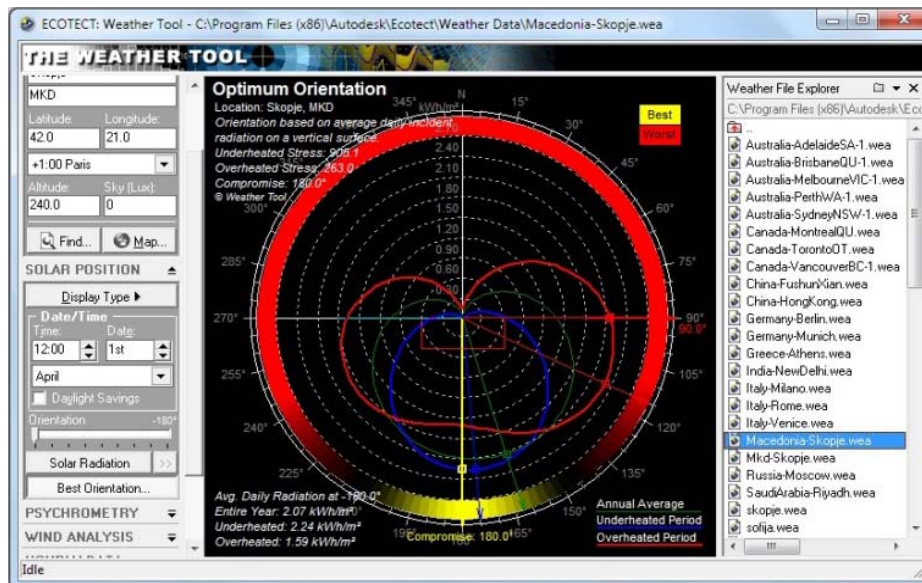 ECOTECT: Weather Tool - C:\Program Files (x86)\Autodesk\Ecotect\Weather Data\Macedonia-Skopje.wea
THE WEATHER TOOL
MKD
Latitude: Longitude:
42.0 21.0
+1:00 Paris
Altitude: Sky (Lux):
240.0 0
Find... Map...
SOLAR POSITION
Display Type
Date/Time
Time: Date:
12:00 1st
April
Daylight Savings
Orientation -180°
Solar Radiation >>
Best Orientation...
PSYCHROMETRY
WIND ANALYSIS
Idle
Optimum Orientation
Location: Skopje, MKD
Orientation based on average daily incident
radiation on a vertical surface.
Underheated Stress: 905.1
Overheated Stress: 263.0
Compromise: 180.0°
© Weather Tool
Best
Worst
345°
N
15°
30°
45°
60°
75°
90°
90.0°
105°
120°
135°
150°
165°
180°
195°
210°
225°
240°
255°
270°
285°
300°
kWh/m²
2.70
2.40
2.10
1.80
1.50
1.20
0.90
0.60
0.30
Avg. Daily Radiation at -180.0°
Entire Year: 2.07 kWh/m²
Underheated: 2.24 kWh/m²
Overheated: 1.59 kWh/m²
Compromise: 180.0°
Annual Average
Underheated Period
Overheated Period
Weather File Explorer
C:\Program Files (x86)\Autodesk\Eco
..
Australia-AdelaideSA-1.wea
Australia-BrisbaneQU-1.wea
Australia-MelbourneVIC-1.wea
Australia-PerthWA-1.wea
Australia-SydneyNSW-1.wea
Canada-MontrealQU.wea
Canada-TorontoOT.wea
Canada-VancouverBC-1.wea
China-FushunXian.wea
China-HongKong.wea
Germany-Berlin.wea
Germany-Munich.wea
Greece-Athens.wea
India-NewDelhi.wea
Italy-Milano.wea
Italy-Rome.wea
Italy-Venice.wea
Macedonia-Skopje.wea
Mkd-Skopje.wea
Russia-Moscow.wea
SaudiArabia-Riyadh.wea
skopje.wea
sofija.wea